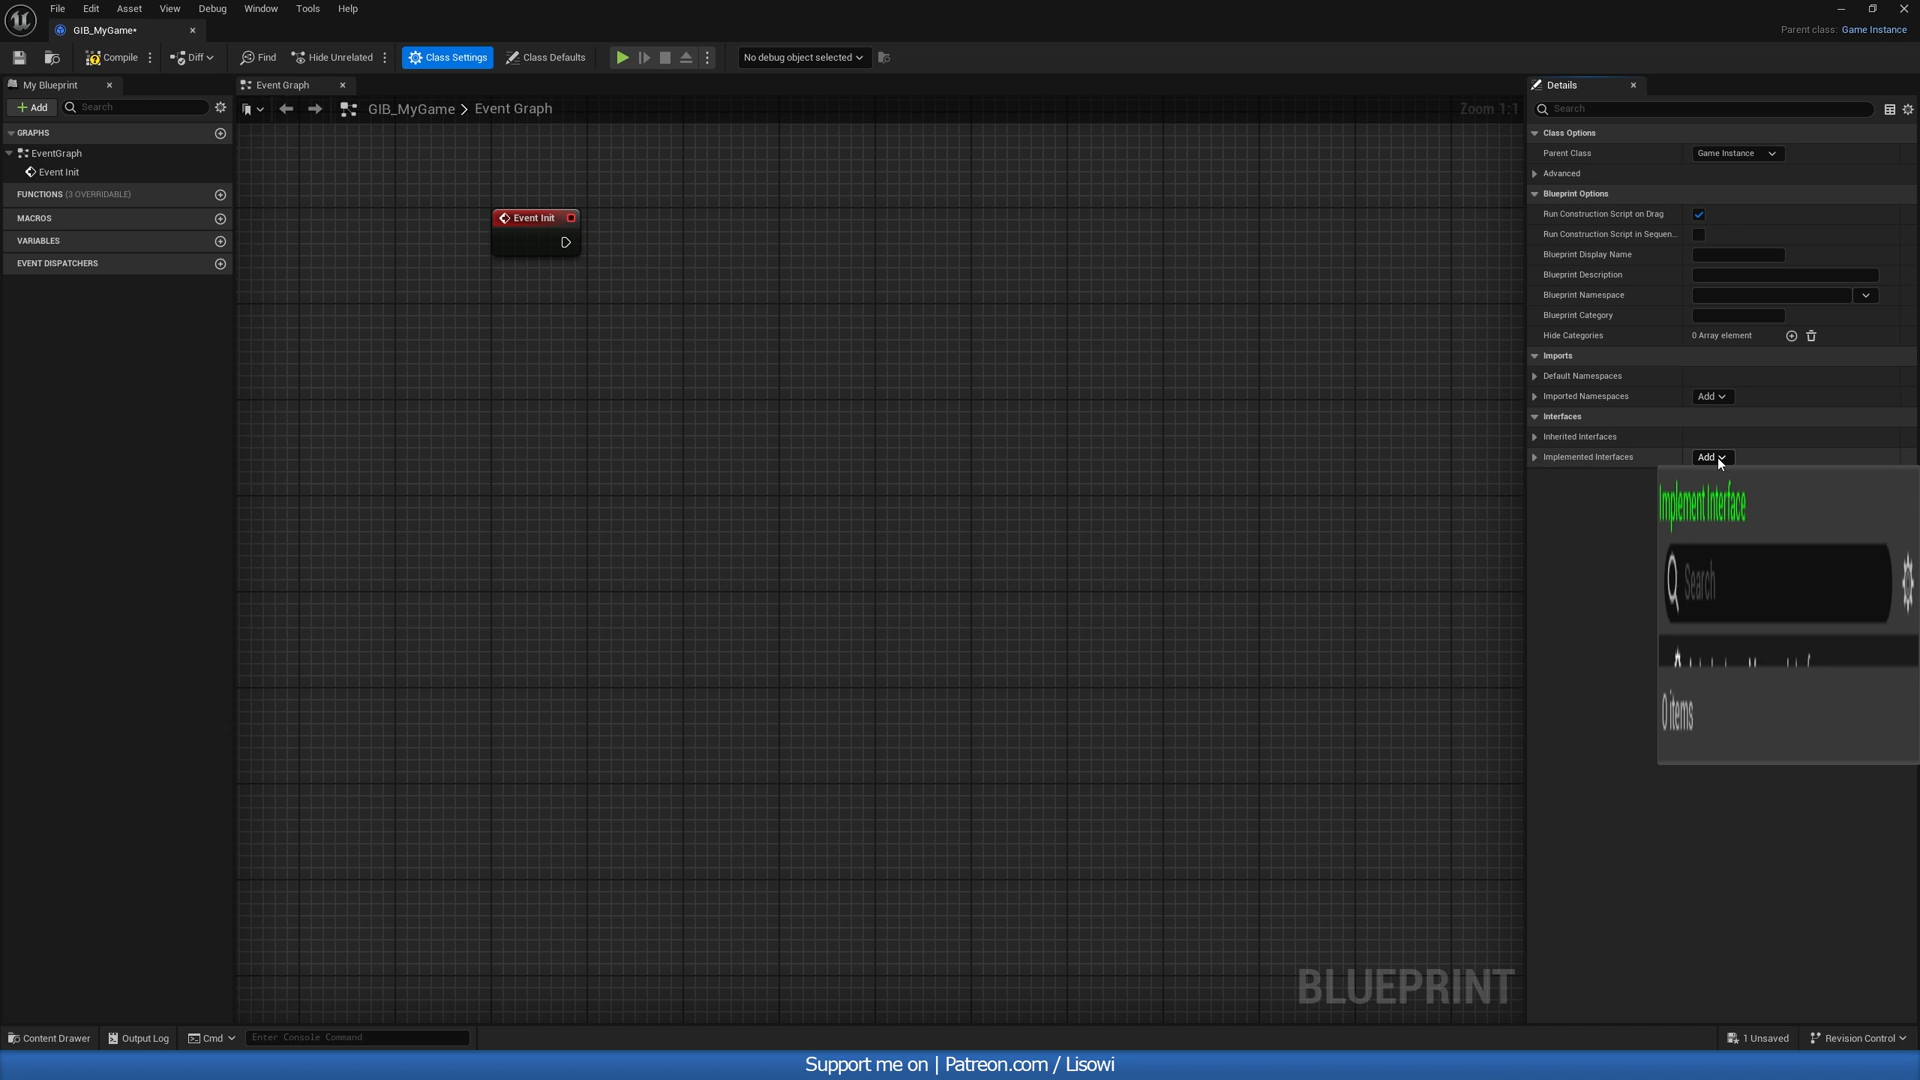 File Edit Asset View Debug Window Tools Help
GIB_MyGame•
Parent class: Game Instance
Compile Diff Find Hide Unrelated Class Settings Class Defaults No debug object selected
My Blueprint
Event Graph
Details
Add Search
GIB_MyGame > Event Graph
Zoom 1:1
Search
GRAPHS
EventGraph
Event Init
FUNCTIONS (3 OVERRIDABLE)
MACROS
VARIABLES
EVENT DISPATCHERS
Event Init
Class Options
Parent Class Game Instance
Advanced
Blueprint Options
Run Construction Script on Drag
Run Construction Script in Sequen...
Blueprint Display Name
Blueprint Description
Blueprint Namespace
Blueprint Category
Hide Categories 0 Array element
Imports
Default Namespaces
Imported Namespaces Add
Interfaces
Inherited Interfaces
Implemented Interfaces Add
Implement Interface
Search
0 items
BLUEPRINT
Content Drawer Output Log Cmd Enter Console Command 1 Unsaved Revision Control
Support me on | Patreon.com / Lisowi